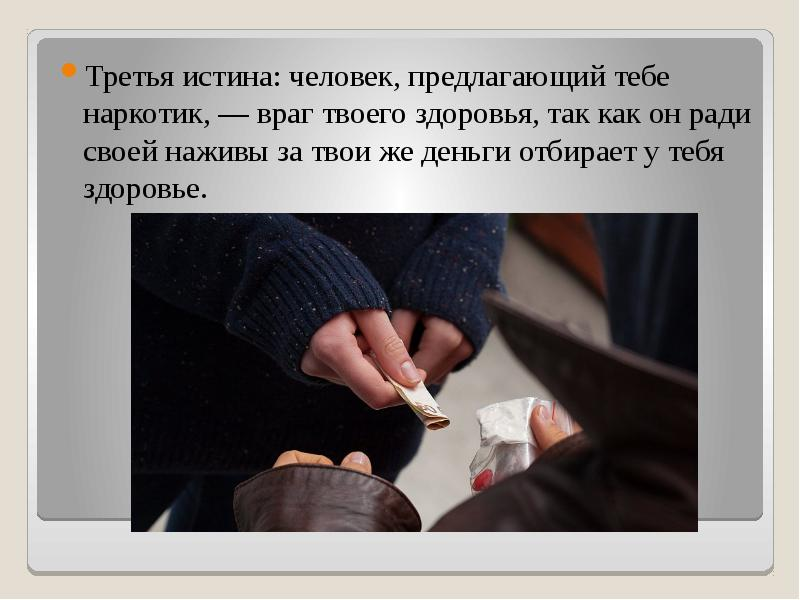 Третья истина: человек, предлагающий тебе
наркотик, — враг твоего здоровья, так как он ради
своей наживы за твои же деньги отбирает у тебя
здоровье.